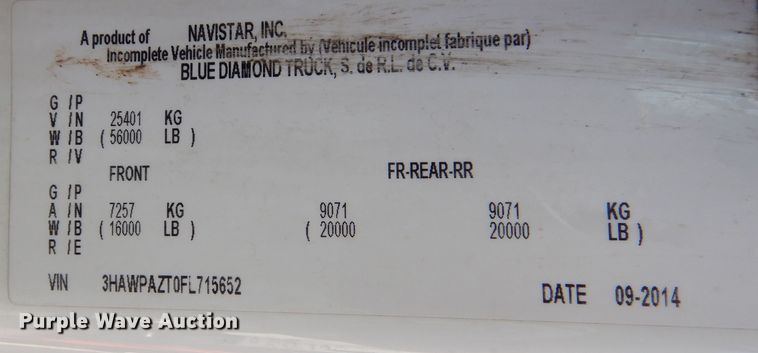 A product of NAVISTAR, INC.
Incomplete Vehicle Manufactured by (Vehicule incomplet fabrique par)
BLUE DIAMOND TRUCK, S. de R.L. de C.V.
G /P
V /N 25401 KG
W /B ( 56000 LB )
R /V
FRONT FR-REAR-RR
G /P
A /N 7257 KG 9071 9071 KG
W /B ( 16000 LB ) ( 20000 20000 LB )
R /E
VIN 3HAWPAZT0FL715652 DATE 09-2014
Purple Wave Auction